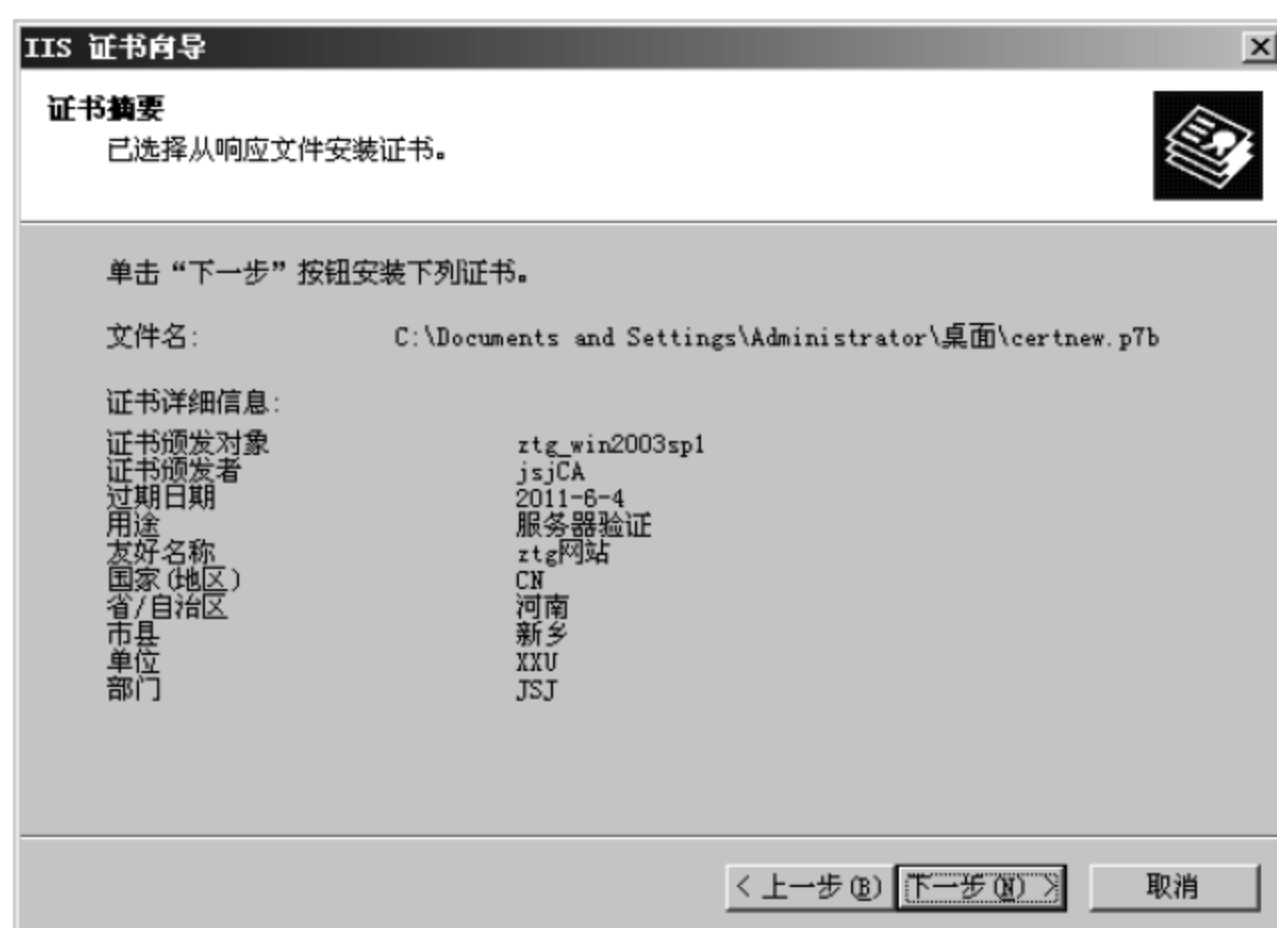 IIS 证书向导
证书摘要
已选择从响应文件安装证书。
单击“下一步”按钮安装下列证书。
文件名: C:\Documents and Settings\Administrator\桌面\certnew.p7b
证书详细信息:
证书颁发对象 ztg_win2003sp1
证书颁发者 jsjCA
过期日期 2011-6-4
用途 服务器验证
友好名称 ztg网站
国家(地区) CN
省/自治区 河南
市县 新乡
单位 XXU
部门 JSJ
< 上一步(B) 下一步(N) > 取消